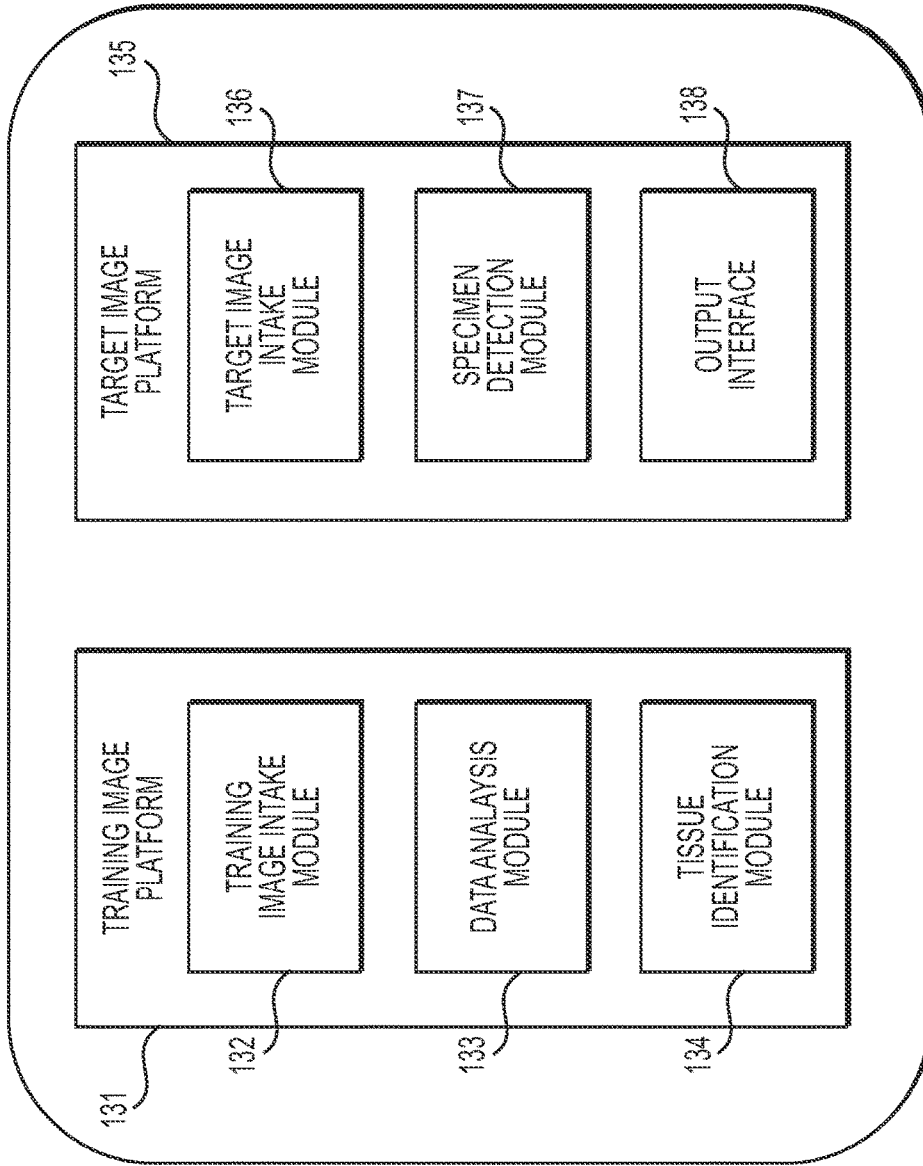 TRAINING IMAGE
PLATFORM
131
TRAINING
IMAGE INTAKE
MODULE
132
DATA ANALAYSIS
MODULE
133
TISSUE
IDENTIFICATION
MODULE
134
TARGET IMAGE
PLATFORM
135
TARGET IMAGE
INTAKE
MODULE
136
SPECIMEN
DETECTION
MODULE
137
OUTPUT
INTERFACE
138